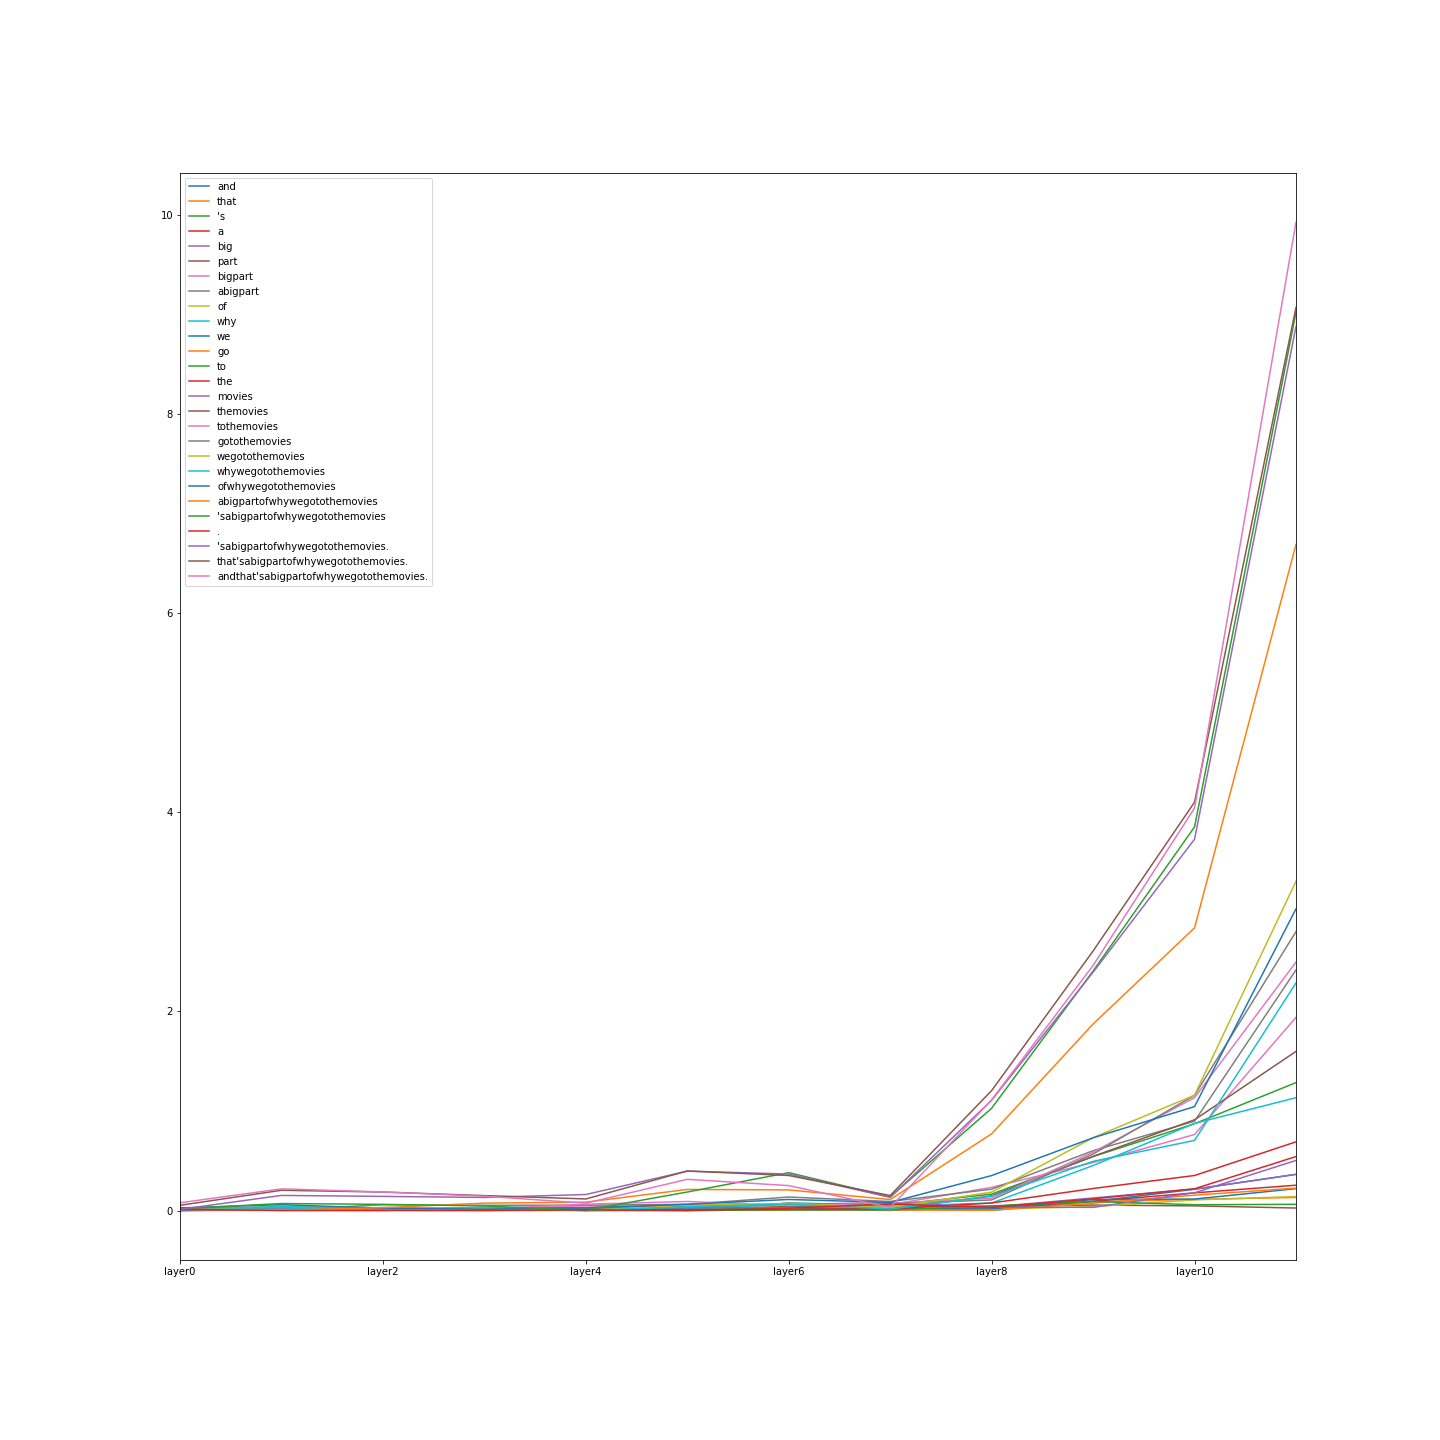 and
that
's
a
big
part
bigpart
abigpart
of
why
we
go
to
the
movies
themovies
tothemovies
gotothemovies
wegotothemovies
whywegotothemovies
ofwhywegotothemovies
abigpartofwhywegotothemovies
'sabigpartofwhywegotothemovies
.
'sabigpartofwhywegotothemovies.
that'sabigpartofwhywegotothemovies.
andthat'sabigpartofwhywegotothemovies.
10
8
6
4
2
0
layer0 layer2 layer4 layer6 layer8 layer10